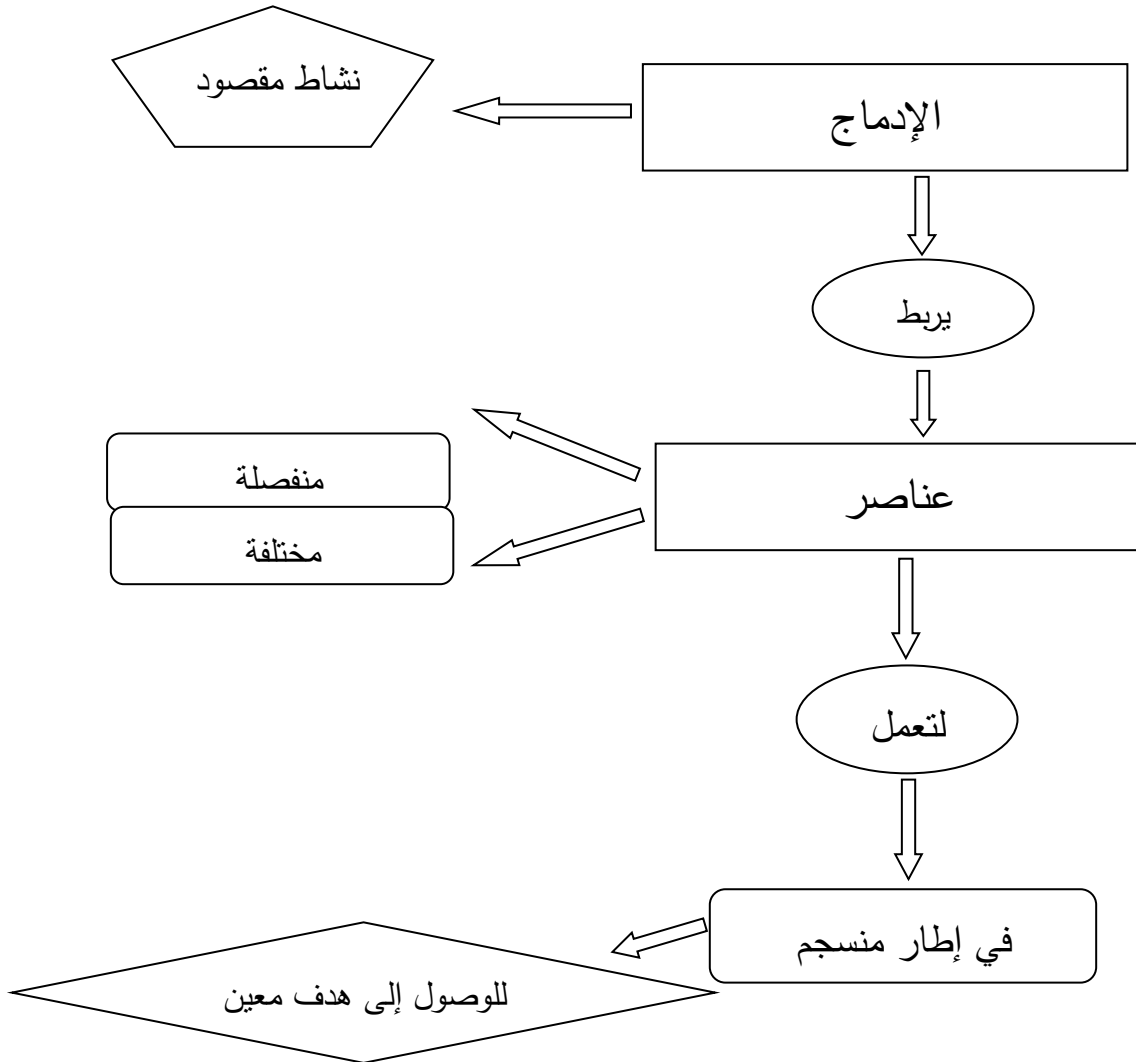 الإدماج
نشاط مقصود
يربط
عناصر
منفصلة
مختلفة
لتعمل
في إطار منسجم
للوصول إلى هدف معين